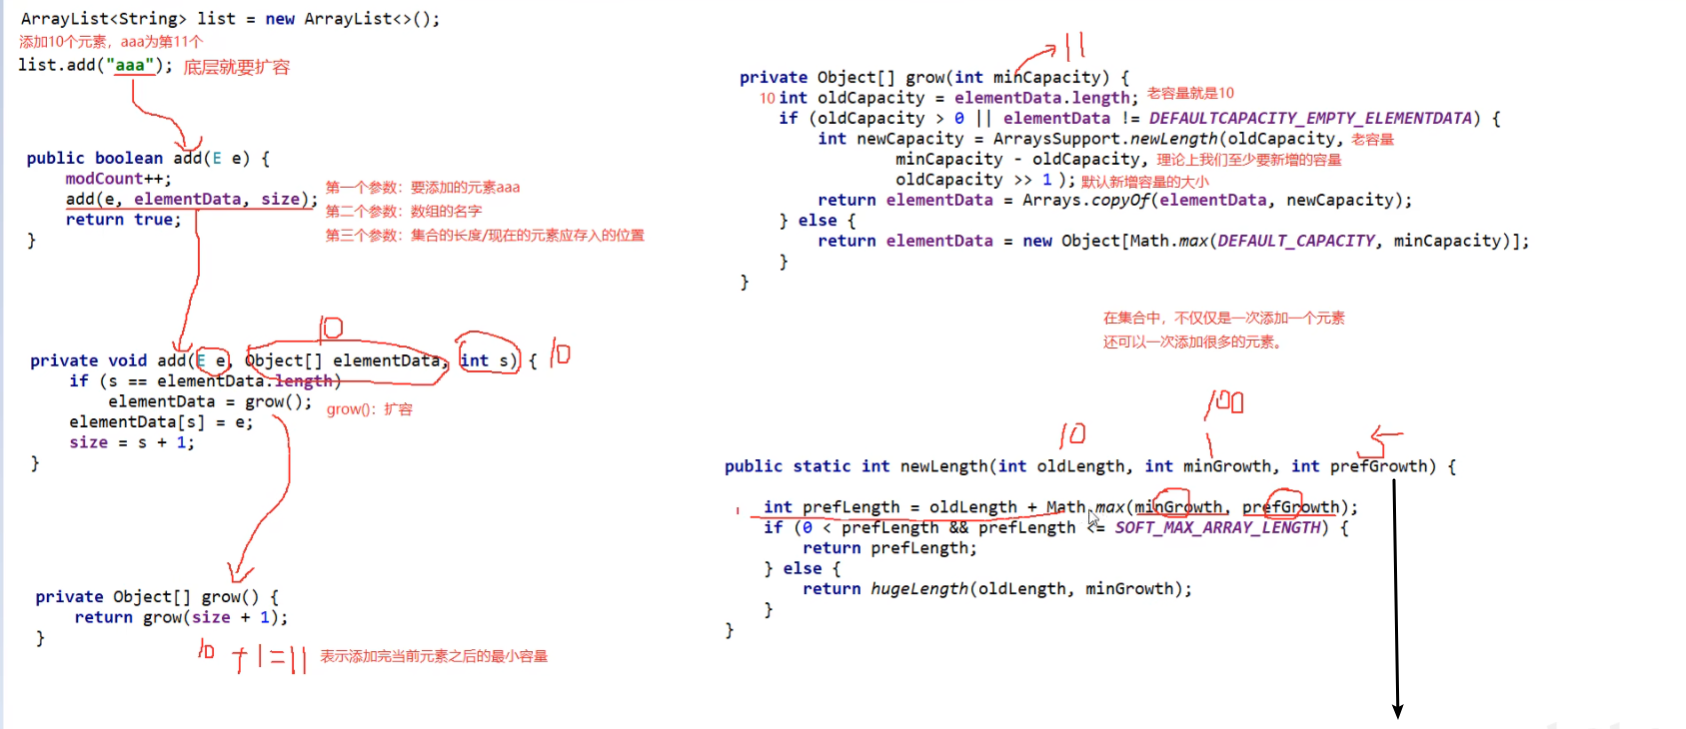 ArrayList<String> list = new ArrayList<>();
添加10个元素，aaa为第11个
list.add("aaa"); 底层就要扩容
public boolean add(E e) {
modCount++;
add(e, elementData, size);
return true;
}
第一个参数：要添加的元素aaa
第二个参数：数组的名字
第三个参数：集合的长度/现在的元素应存入的位置
10
private void add(E e, Object[] elementData, int s) { 10
if (s == elementData.length)
elementData = grow(); grow()：扩容
elementData[s] = e;
size = s + 1;
}
private Object[] grow() {
return grow(size + 1);
}
10 +1=11 表示添加完当前元素之后的最小容量
11
private Object[] grow(int minCapacity) {
10 int oldCapacity = elementData.length; 老容量就是10
if (oldCapacity > 0 || elementData != DEFAULTCAPACITY_EMPTY_ELEMENTDATA) {
int newCapacity = ArraysSupport.newLength(oldCapacity, 老容量
minCapacity - oldCapacity, 理论上我们至少要新增的容量
oldCapacity >> 1 ); 默认新增容量的大小
return elementData = Arrays.copyOf(elementData, newCapacity);
} else {
return elementData = new Object[Math.max(DEFAULT_CAPACITY, minCapacity)];
}
}
在集合中，不仅仅是一次添加一个元素
还可以一次添加很多的元素。
100
10 1 5
public static int newLength(int oldLength, int minGrowth, int prefGrowth) {
int prefLength = oldLength + Math.max(minGrowth, prefGrowth);
if (0 < prefLength && prefLength <= SOFT_MAX_ARRAY_LENGTH) {
return prefLength;
} else {
return hugeLength(oldLength, minGrowth);
}
}